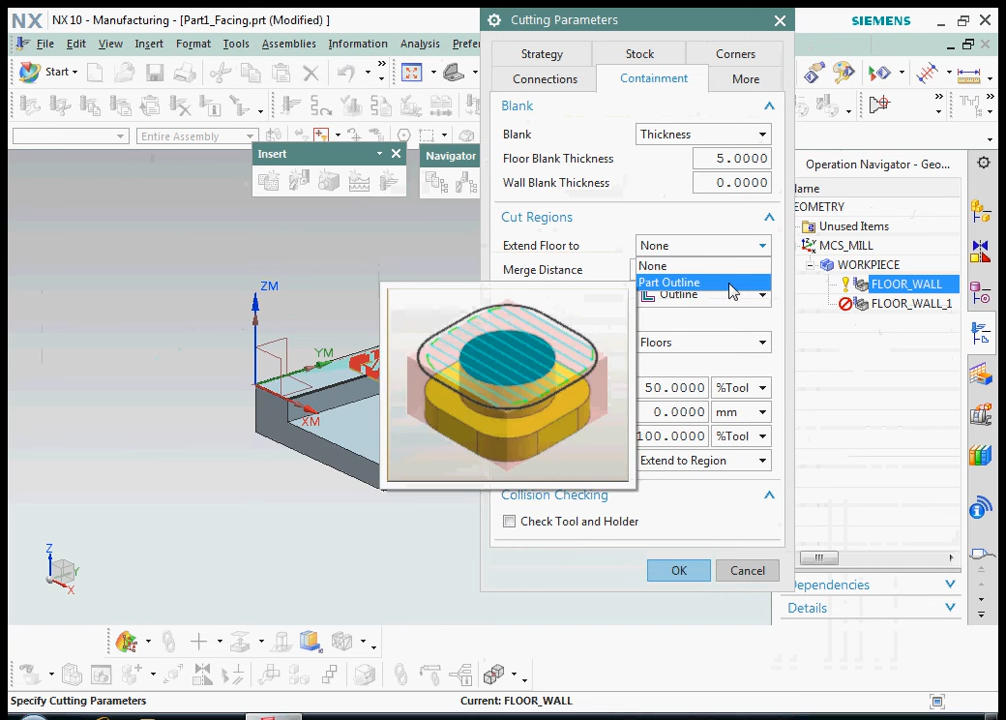 NX NX 10 - Manufacturing - [Part1_Facing.prt (Modified) ]
Cutting Parameters
SIEMENS
File Edit View Insert Format Tools Assemblies Information Analysis Prefer
Strategy Stock Corners
Start
Connections Containment More
Blank
Entire Assembly
Blank Thickness
Insert
Navigator
Floor Blank Thickness 5.0000
Operation Navigator - Geo...
Wall Blank Thickness 0.0000
Name
GEOMETRY
Cut Regions
Unused Items
Extend Floor to None
MCS_MILL
None
WORKPIECE
Merge Distance
Part Outline
FLOOR_WALL
Outline
FLOOR_WALL_1
ZM
YM
XM
Floors
50.0000 %Tool
0.0000 mm
100.0000 %Tool
Extend to Region
Collision Checking
Check Tool and Holder
OK Cancel
Z
Y
X
Dependencies
Details
Specify Cutting Parameters
Current: FLOOR_WALL